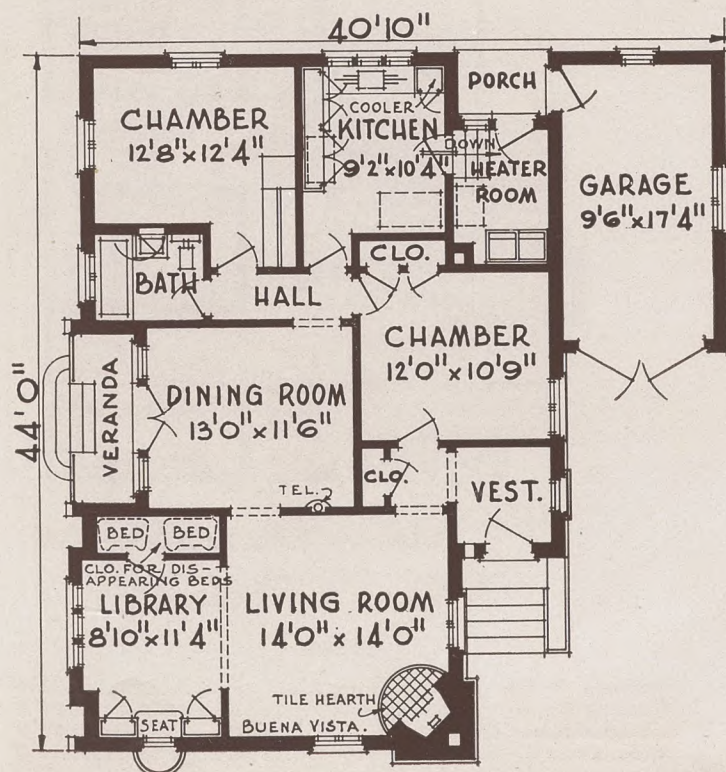 40'10"
44'0"
CHAMBER
12'8"x12'4"
COOLER
KITCHEN
9'2"x10'4"
PORCH
DOWN
HEATER
ROOM
GARAGE
9'6"x17'4"
BATH
HALL
CLO.
CHAMBER
12'0"x10'9"
VERANDA
DINING ROOM
13'0"x11'6"
TEL.
CLO.
VEST.
BED
BED
CLO. FOR DIS-
APPEARING BEDS
LIBRARY
8'10"x11'4"
LIVING ROOM
14'0" x 14'0"
SEAT
TILE HEARTH
BUENA VISTA.